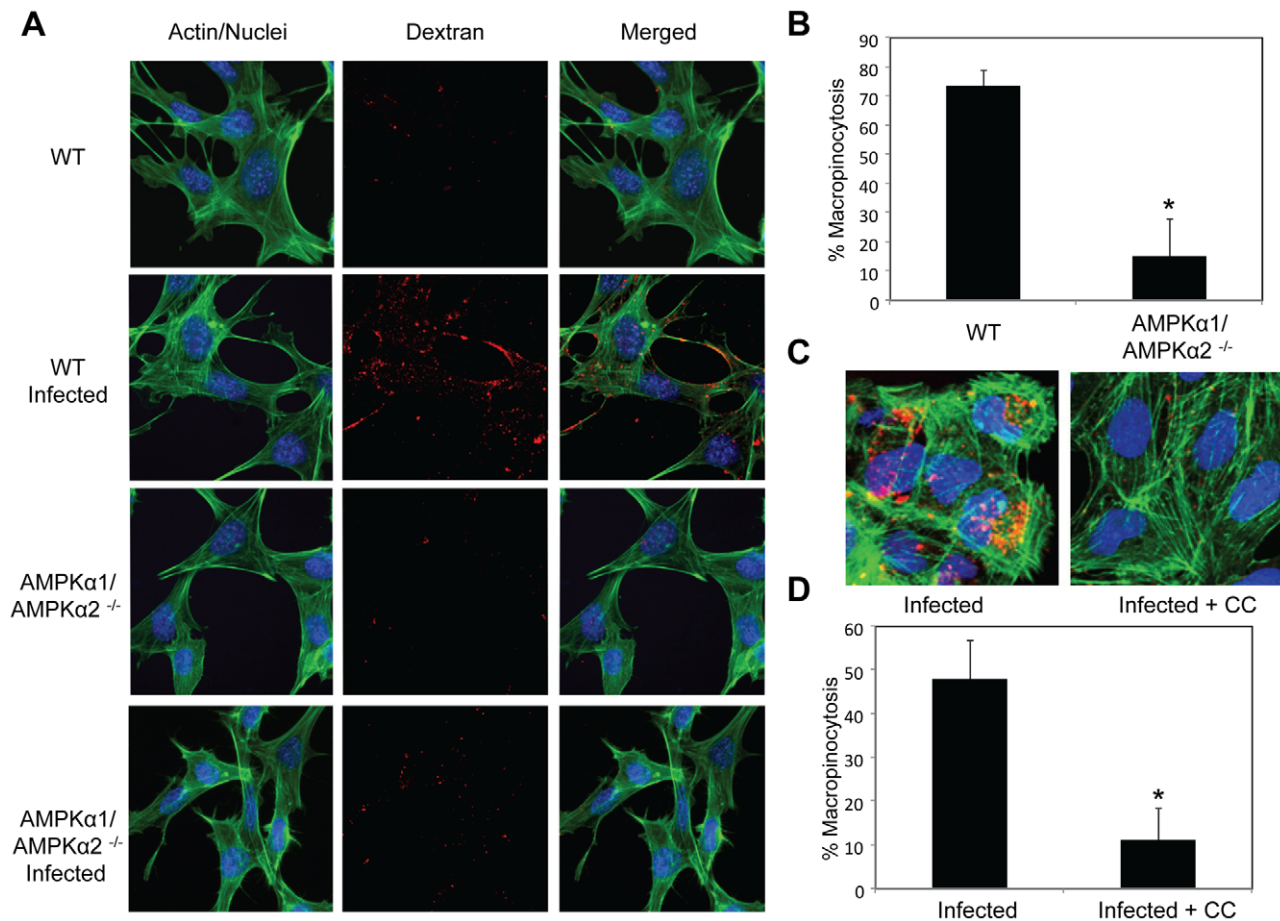 A
Actin/Nuclei
Dextran
Merged
WT
WT
Infected
AMPKα1/
AMPKα2 -/-
AMPKα1/
AMPKα2 -/-
Infected
B
% Macropinocytosis
90
80
70
60
50
40
30
20
10
0
*
WT
AMPKα1/
AMPKα2 -/-
C
Infected
Infected + CC
D
% Macropinocytosis
60
50
40
30
20
10
0
*
Infected
Infected + CC